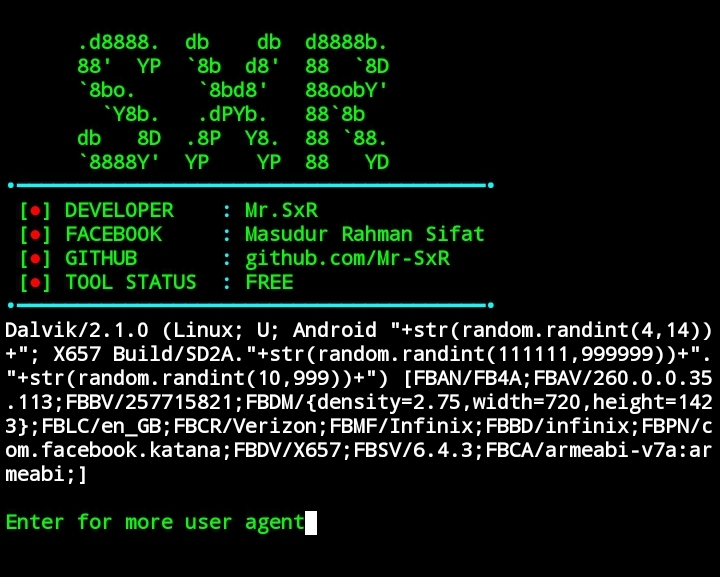 .d8888.  db    db  d8888b.
88'  YP  `8b  d8'  88  `8D
`8bo.     `8bd8'   88oobY'
  `Y8b.   .dPYb.   88`8b
db   8D  .8P  Y8.  88 `88.
`8888Y'  YP    YP  88   YD
[●] DEVELOPER    : Mr.SxR
[●] FACEBOOK     : Masudur Rahman Sifat
[●] GITHUB       : github.com/Mr-SxR
[●] TOOL STATUS  : FREE
Dalvik/2.1.0 (Linux; U; Android "+str(random.randint(4,14))
+"; X657 Build/SD2A."+str(random.randint(111111,999999))+".
"+str(random.randint(10,999))+") [FBAN/FB4A;FBAV/260.0.0.35
.113;FBBV/257715821;FBDM/{density=2.75,width=720,height=142
3};FBLC/en_GB;FBCR/Verizon;FBMF/Infinix;FBBD/infinix;FBPN/c
om.facebook.katana;FBDV/X657;FBSV/6.4.3;FBCA/armeabi-v7a:ar
meabi;]
Enter for more user agent